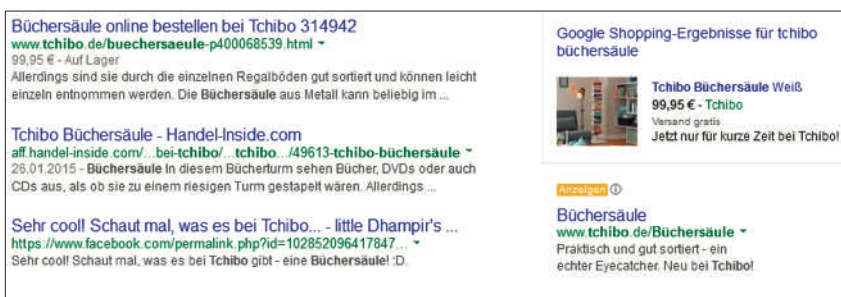 Büchersäule online bestellen bei Tchibo 314942
www.tchibo.de/buechersaeule-p400068539.html
99,95 € - Auf Lager
Allerdings sind sie durch die einzelnen Regalböden gut sortiert und können leicht
einzeln entnommen werden. Die Büchersäule aus Metall kann beliebig im ...
Tchibo Büchersäule - Handel-Inside.com
aff.handel-inside.com/...bei-tchibo/...tchibo.../49613-tchibo-büchersäule
26.01.2015 - Büchersäule In diesem Bücherturm sehen Bücher, DVDs oder auch
CDs aus, als ob sie zu einem riesigen Turm gestapelt wären. Allerdings ...
Sehr cool! Schaut mal, was es bei Tchibo... - little Dhampir's ...
https://www.facebook.com/permalink.php?id=102852096417847...
Sehr cool! Schaut mal, was es bei Tchibo gibt - eine Büchersäule! :D.
Google Shopping-Ergebnisse für tchibo
büchersäule
Tchibo Büchersäule Weiß
99,95 € - Tchibo
Versand gratis
Jetzt nur für kurze Zeit bei Tchibo!
Anzeigen
Büchersäule
www.tchibo.de/Büchersäule
Praktisch und gut sortiert - ein
echter Eyecatcher. Neu bei Tchibo!